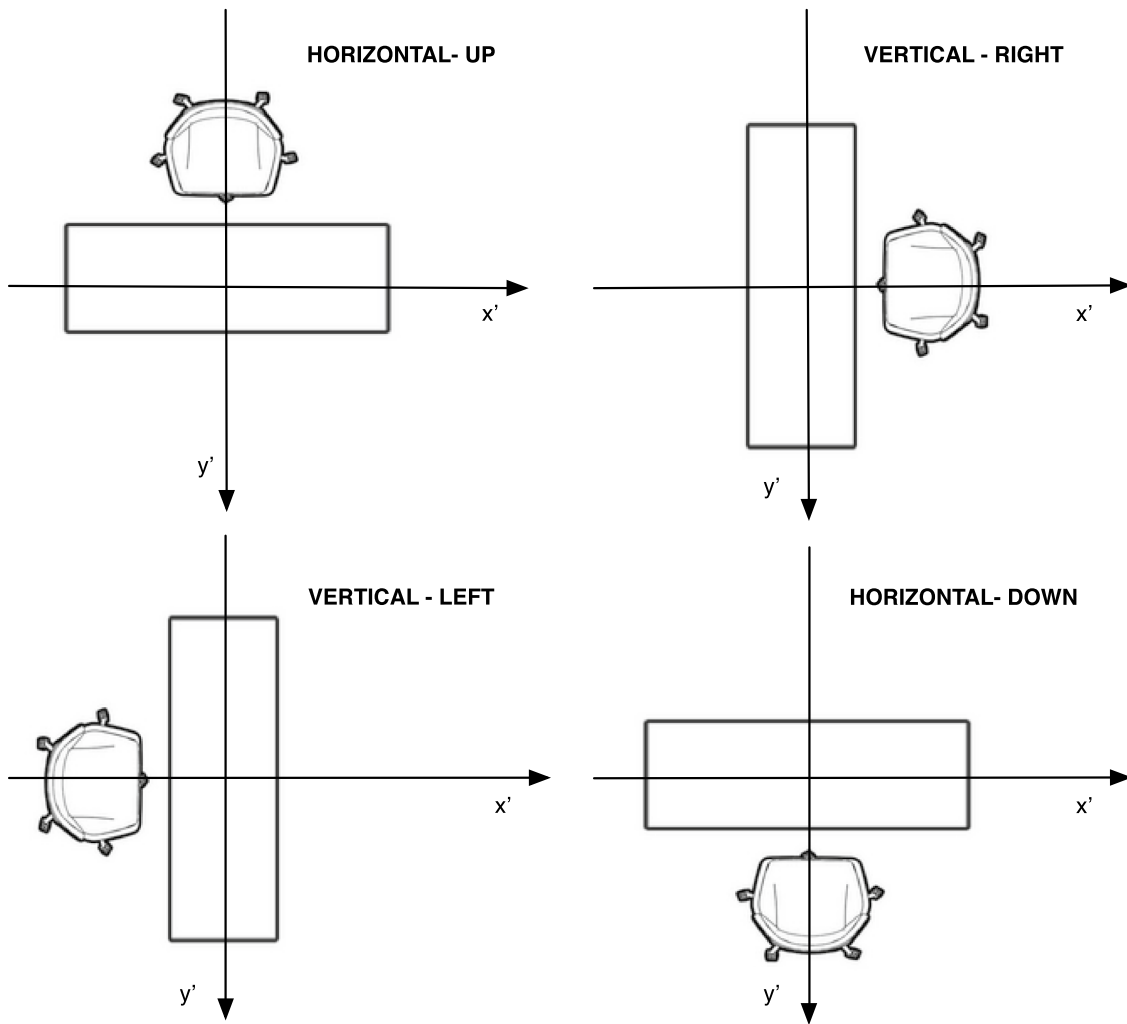 HORIZONTAL- UP
VERTICAL - RIGHT
x’
x’
y’
y’
VERTICAL - LEFT
HORIZONTAL- DOWN
x’
x’
y’
y’